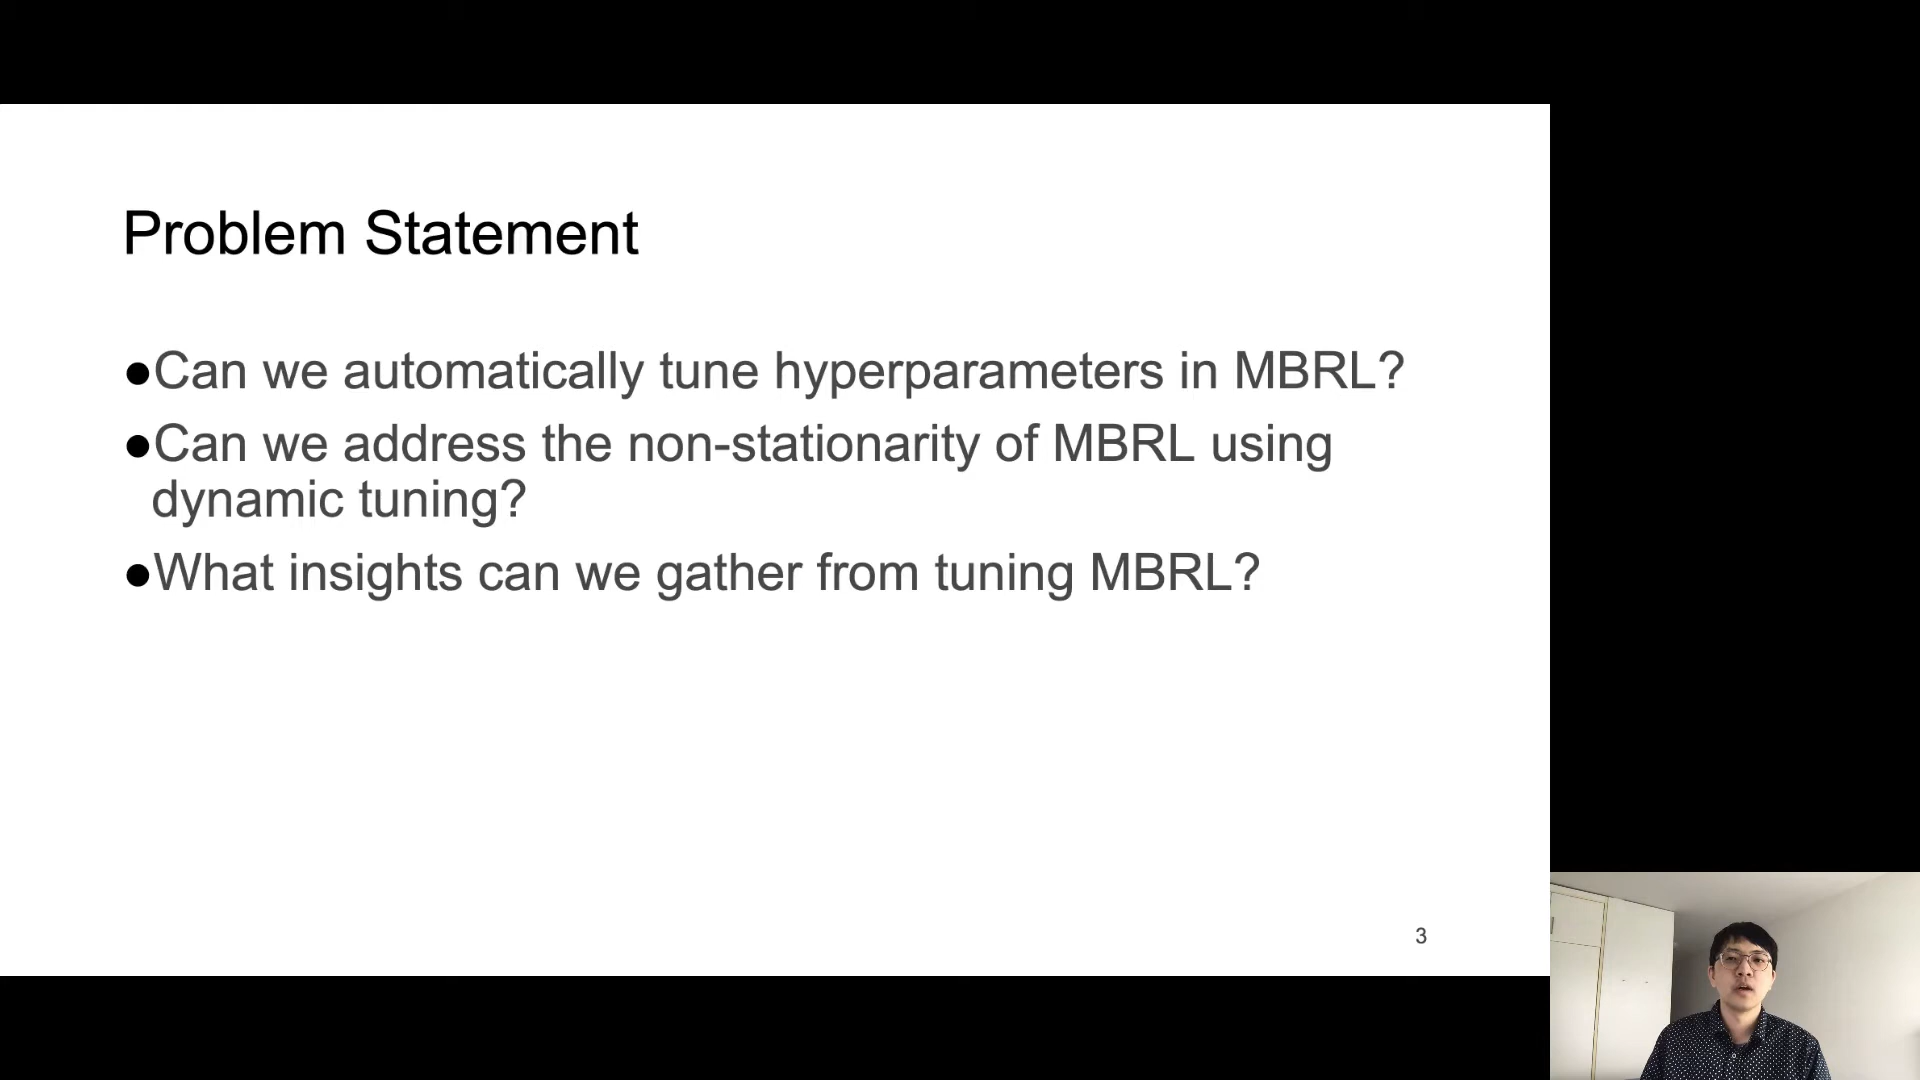 Problem Statement
●Can we automatically tune hyperparameters in MBRL?
●Can we address the non-stationarity of MBRL using
dynamic tuning?
●What insights can we gather from tuning MBRL?
3